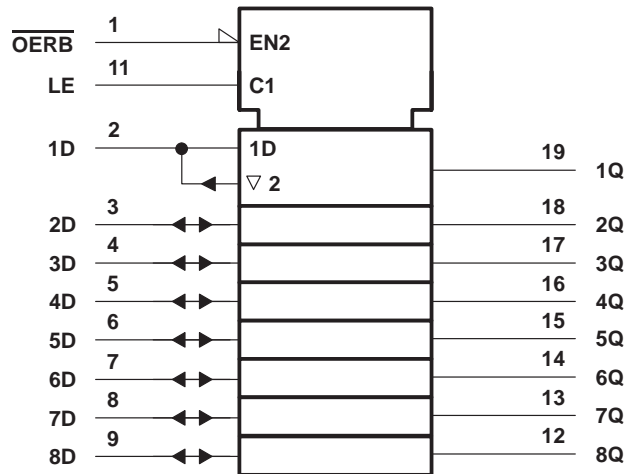 OERB 1 EN2
LE 11 C1
1D 2 1D 19 1Q
▽ 2
2D 3 18 2Q
3D 4 17 3Q
4D 5 16 4Q
5D 6 15 5Q
6D 7 14 6Q
7D 8 13 7Q
8D 9 12 8Q